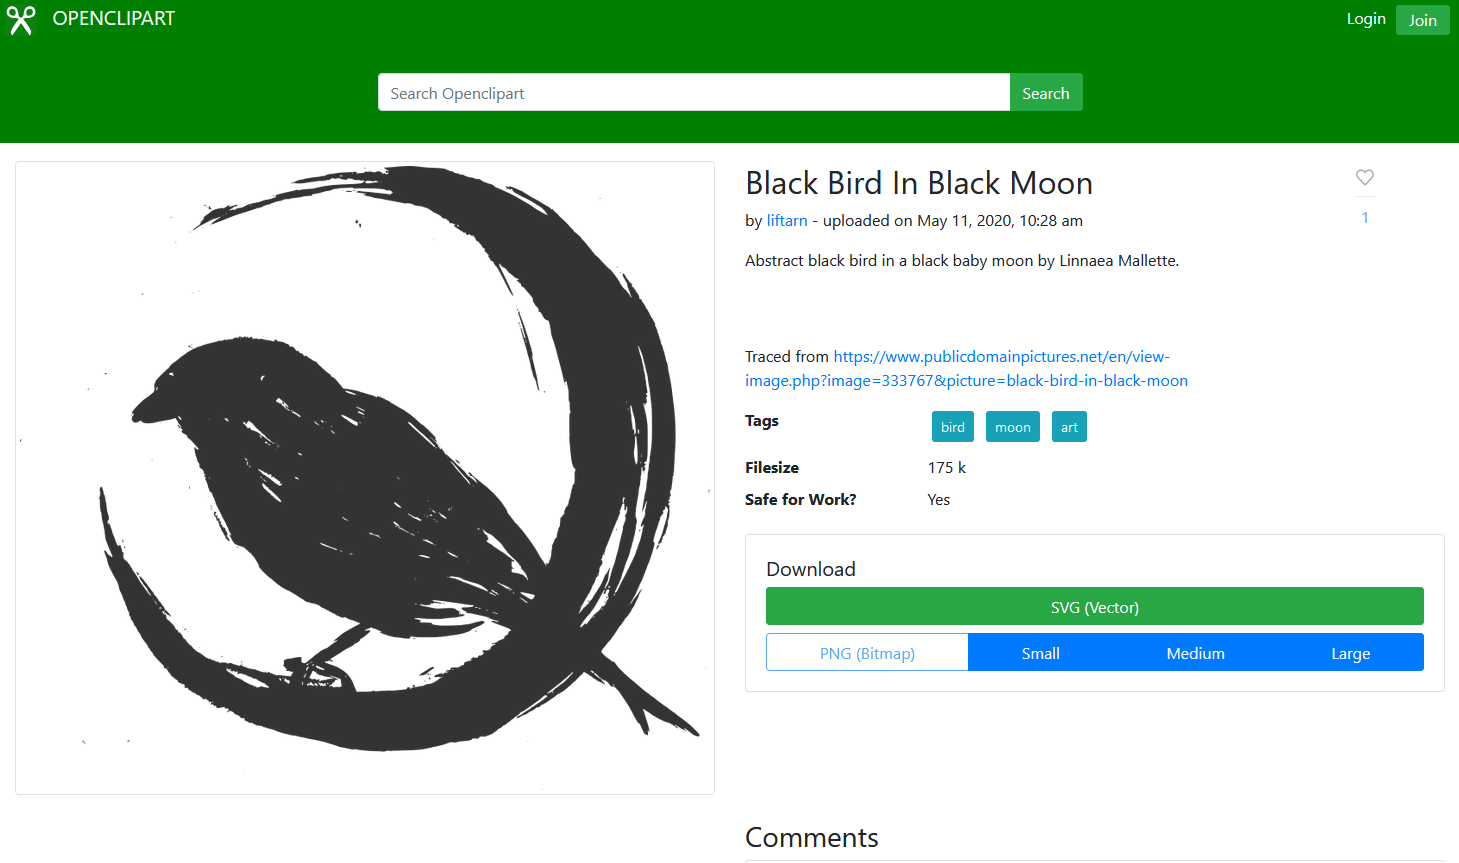 OPENCLIPART
Login
Join
Search Openclipart
Search
Black Bird In Black Moon
1
by liftarn - uploaded on May 11, 2020, 10:28 am
Abstract black bird in a black baby moon by Linnaea Mallette.
Traced from https://www.publicdomainpictures.net/en/view-
image.php?image=333767&picture=black-bird-in-black-moon
Tags bird moon art
Filesize 175 k
Safe for Work? Yes
Download
SVG (Vector)
PNG (Bitmap) Small Medium Large
Comments